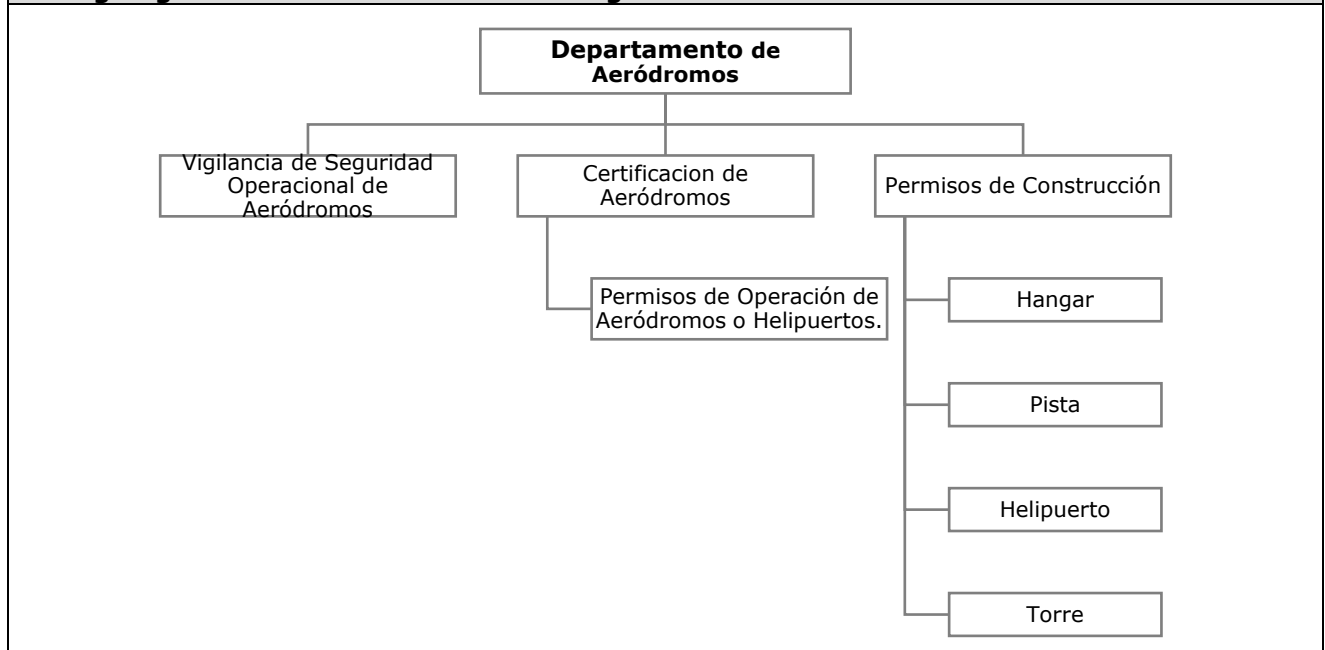 Departamento de
Aeródromos
Vigilancia de Seguridad
Operacional de
Aeródromos
Certificacion de
Aeródromos
Permisos de Construcción
Permisos de Operación de
Aeródromos o Helipuertos.
Hangar
Pista
Helipuerto
Torre